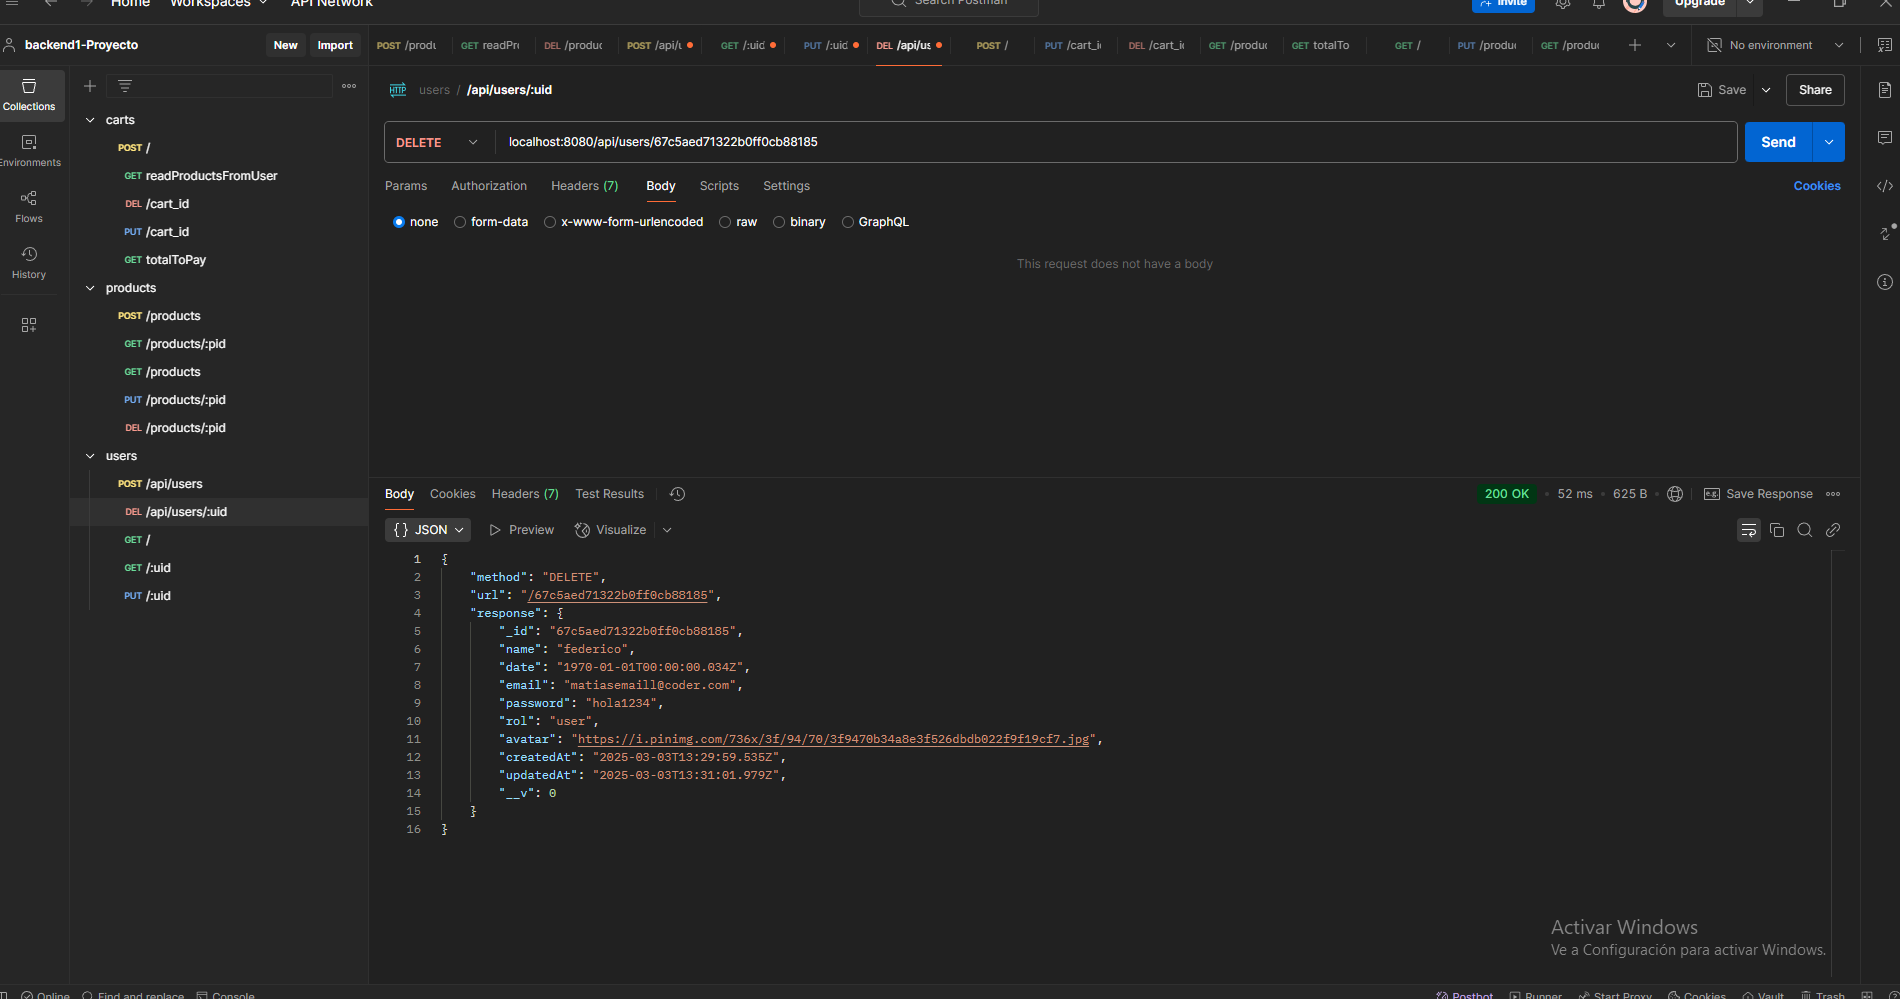 Home Workspaces API Network Search Postman Invite Upgrade
backend1-Proyecto New Import POST /produ GET readPr DEL /produc POST /api/u GET /:uid PUT /:uid DEL /api/us POST / PUT /cart_i DEL /cart_i GET /produ GET totalTo GET / PUT /produ GET /produ No environment
Collections
Environments
Flows
History
carts
POST /
GET readProductsFromUser
DEL /cart_id
PUT /cart_id
GET totalToPay
products
POST /products
GET /products/:pid
GET /products
PUT /products/:pid
DEL /products/:pid
users
POST /api/users
DEL /api/users/:uid
GET /
GET /:uid
PUT /:uid
HTTP users / /api/users/:uid Save Share
DELETE localhost:8080/api/users/67c5aed71322b0ff0cb88185 Send
Params Authorization Headers (7) Body Scripts Settings Cookies
none form-data x-www-form-urlencoded raw binary GraphQL
This request does not have a body
Body Cookies Headers (7) Test Results 200 OK • 52 ms • 625 B e.g. Save Response
{} JSON Preview Visualize
1 {
2 "method": "DELETE",
3 "url": "/67c5aed71322b0ff0cb88185",
4 "response": {
5 "_id": "67c5aed71322b0ff0cb88185",
6 "name": "federico",
7 "date": "1970-01-01T00:00:00.034Z",
8 "email": "matiasemaill@coder.com",
9 "password": "hola1234",
10 "rol": "user",
11 "avatar": "https://i.pinimg.com/736x/3f/94/70/3f9470b34a8e3f526dbdb022f9f19cf7.jpg",
12 "createdAt": "2025-03-03T13:29:59.535Z",
13 "updatedAt": "2025-03-03T13:31:01.979Z",
14 "__v": 0
15 }
16 }
Activar Windows
Ve a Configuración para activar Windows.
Online Find and replace Console Postbot Runner Start Proxy Cookies Vault Trash